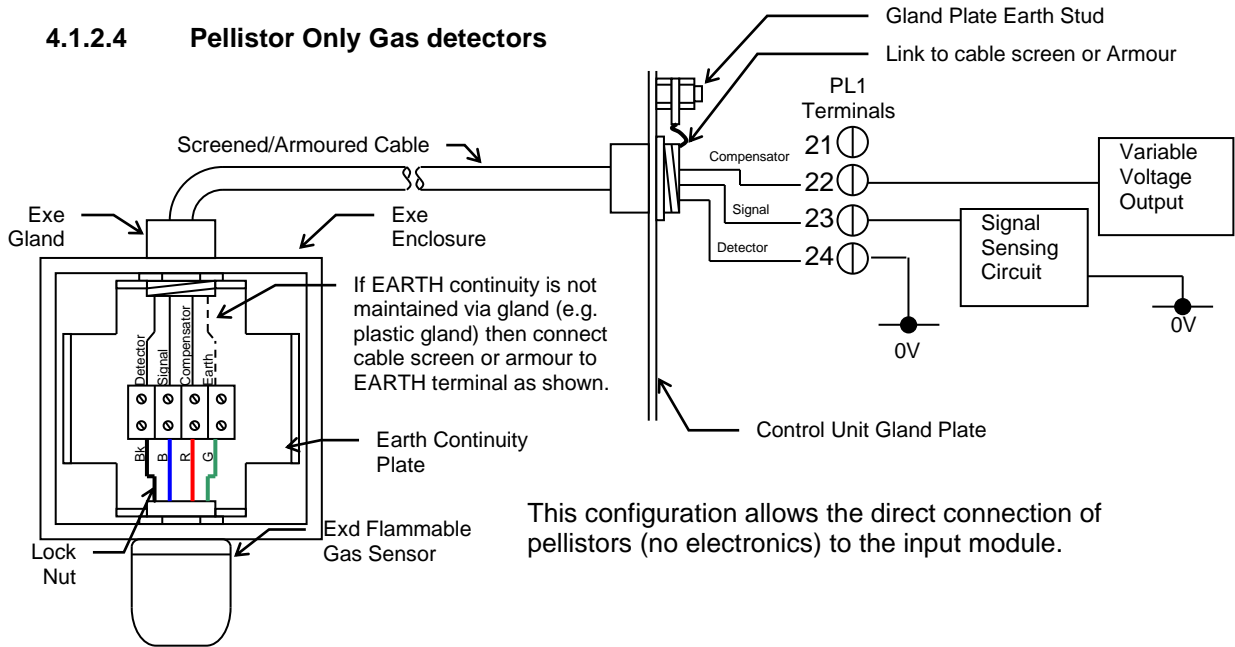 4.1.2.4 Pellistor Only Gas detectors
Gland Plate Earth Stud
Link to cable screen or Armour
PL1
Terminals
Screened/Armoured Cable
Compensator
Signal
Detector
21
22
23
24
Variable
Voltage
Output
Signal
Sensing
Circuit
0V
0V
Exe
Gland
Exe
Enclosure
If EARTH continuity is not
maintained via gland (e.g.
plastic gland) then connect
cable screen or armour to
EARTH terminal as shown.
Detector
Signal
Compensator
Earth
Bk
B
R
G
Earth Continuity
Plate
Control Unit Gland Plate
Lock
Nut
Exd Flammable
Gas Sensor
This configuration allows the direct connection of
pellistors (no electronics) to the input module.